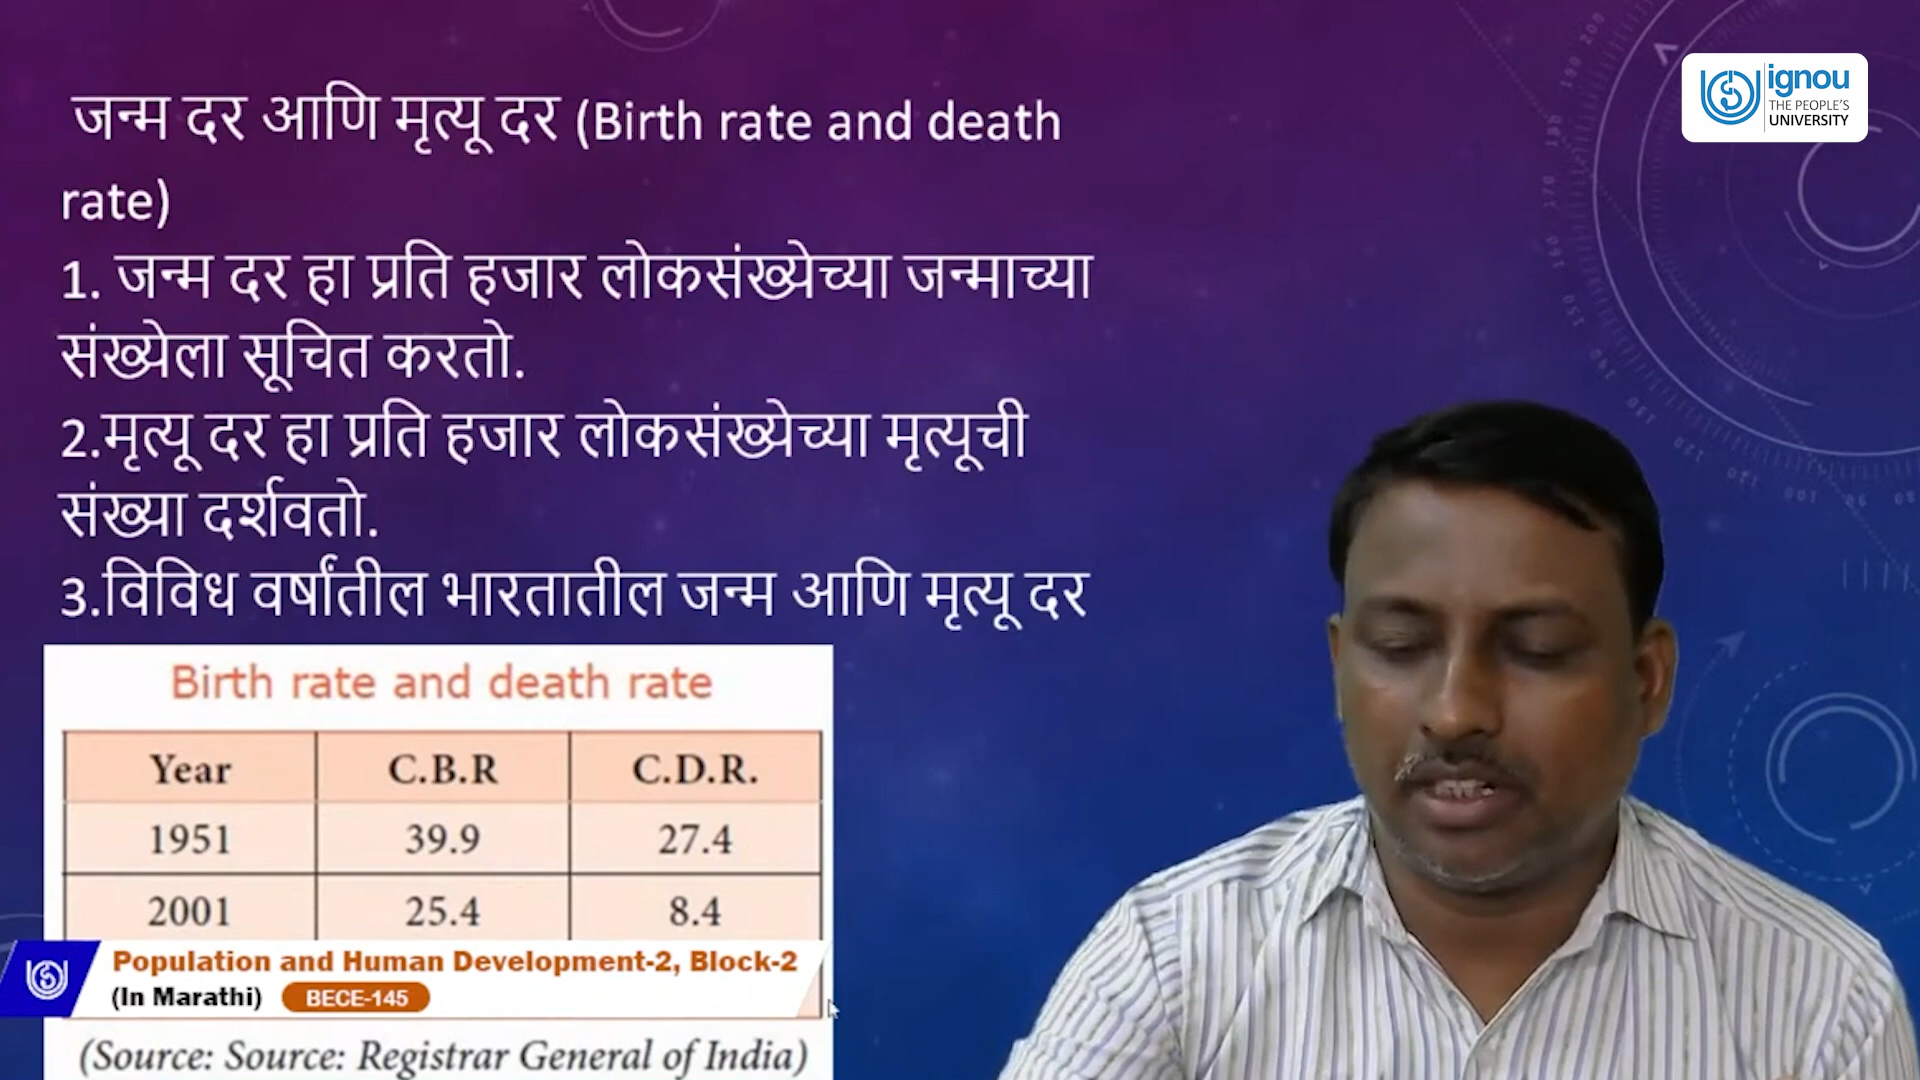 जन्म दर आणि मृत्यू दर (Birth rate and death
rate)
1. जन्म दर हा प्रति हजार लोकसंख्येच्या जन्माच्या
संख्येला सूचित करतो.
2.मृत्यू दर हा प्रति हजार लोकसंख्येच्या मृत्यूची
संख्या दर्शवतो.
3.विविध वर्षांतील भारतातील जन्म आणि मृत्यू दर
Birth rate and death rate
Year C.B.R C.D.R.
1951 39.9 27.4
2001 25.4 8.4
Population and Human Development-2, Block-2
(In Marathi) BECE-145
(Source: Source: Registrar General of India)
ignou
THE PEOPLE'S
UNIVERSITY